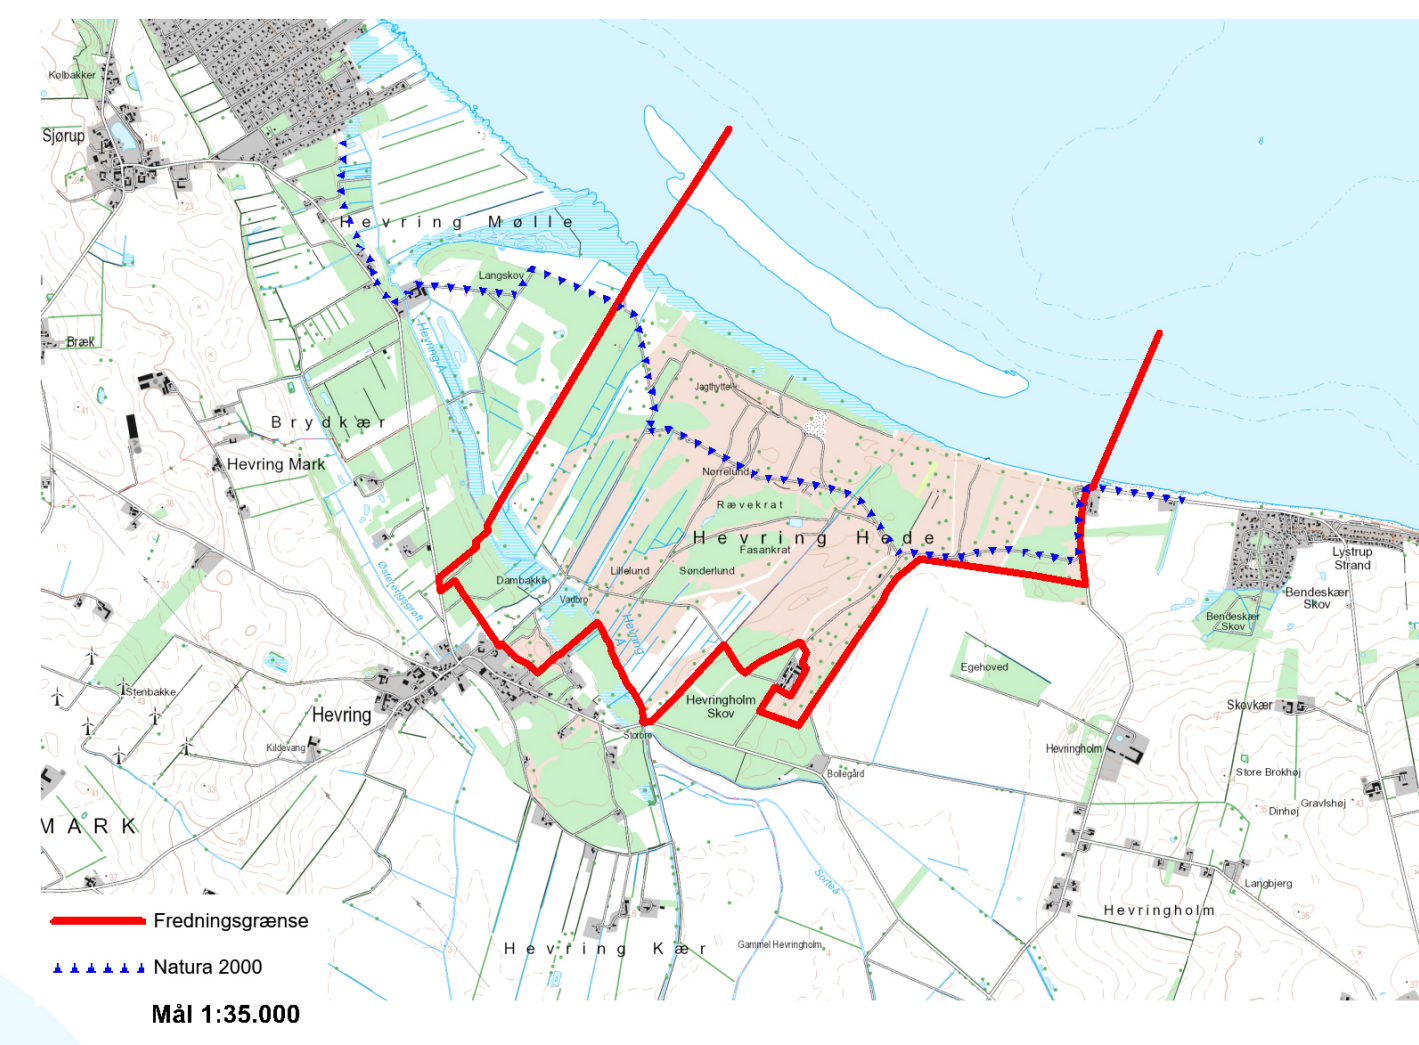 Kølbakker
Sjørup
Hevring Mølle
Langskov
Bræk
Hevring Å
Jagthytte
Brydkær
Hevring Mark
Nørrelund
Rævekrat
Hevring Hede
Fasankrat
Lillelund
Sønderlund
Dambakke
Vadbro
Østerengsgrøft
Hevring
Å
Lystrup
Strand
Bendeskær
Skov
Bendeskær
Skov
Egehoved
Stenbakke
Hevringholm
Skov
Hevring
Skovkær
Storbro
Kildevang
Hevringholm
Bollegård
Store Brokhøj
Gravlshøj
Dinhøj
MARK
Sorteå
Langbjerg
Hevringholm
Hevring Kær
Gammel Hevringholm
Fredningsgrænse
Natura 2000
Mål 1:35.000